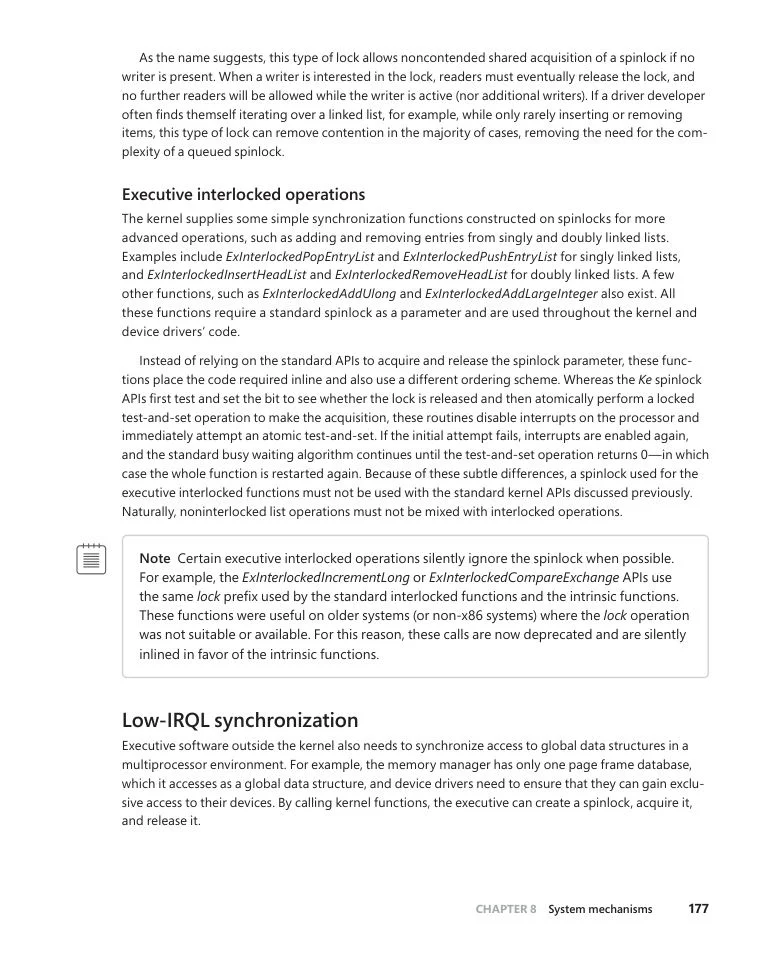 As the name suggests, this type of lock allows noncontended shared acquisition of a spinlock if no
writer is present. When a writer is interested in the lock, readers must eventually release the lock, and
no further readers will be allowed while the writer is active (nor additional writers). If a driver developer
often finds themself iterating over a linked list, for example, while only rarely inserting or removing
items, this type of lock can remove contention in the majority of cases, removing the need for the com-
plexity of a queued spinlock.
Executive interlocked operations
The kernel supplies some simple synchronization functions constructed on spinlocks for more
advanced operations, such as adding and removing entries from singly and doubly linked lists.
Examples include ExInterlockedPopEntryList and ExInterlockedPushEntryList for singly linked lists,
and ExInterlockedInsertHeadList and ExInterlockedRemoveHeadList for doubly linked lists. A few
other functions, such as ExInterlockedAddUlong and ExInterlockedAddLargeInteger also exist. All
these functions require a standard spinlock as a parameter and are used throughout the kernel and
device drivers’ code.
Instead of relying on the standard APIs to acquire and release the spinlock parameter, these func-
tions place the code required inline and also use a different ordering scheme. Whereas the Ke spinlock
APIs first test and set the bit to see whether the lock is released and then atomically perform a locked
test-and-set operation to make the acquisition, these routines disable interrupts on the processor and
immediately attempt an atomic test-and-set. If the initial attempt fails, interrupts are enabled again,
and the standard busy waiting algorithm continues until the test-and-set operation returns 0—in which
case the whole function is restarted again. Because of these subtle differences, a spinlock used for the
executive interlocked functions must not be used with the standard kernel APIs discussed previously.
Naturally, noninterlocked list operations must not be mixed with interlocked operations.
Note Certain executive interlocked operations silently ignore the spinlock when possible.
For example, the ExInterlockedIncrementLong or ExInterlockedCompareExchange APIs use
the same lock prefix used by the standard interlocked functions and the intrinsic functions.
These functions were useful on older systems (or non-x86 systems) where the lock operation
was not suitable or available. For this reason, these calls are now deprecated and are silently
inlined in favor of the intrinsic functions.
Low-IRQL synchronization
Executive software outside the kernel also needs to synchronize access to global data structures in a
multiprocessor environment. For example, the memory manager has only one page frame database,
which it accesses as a global data structure, and device drivers need to ensure that they can gain exclu-
sive access to their devices. By calling kernel functions, the executive can create a spinlock, acquire it,
and release it.
CHAPTER 8 System mechanisms 177